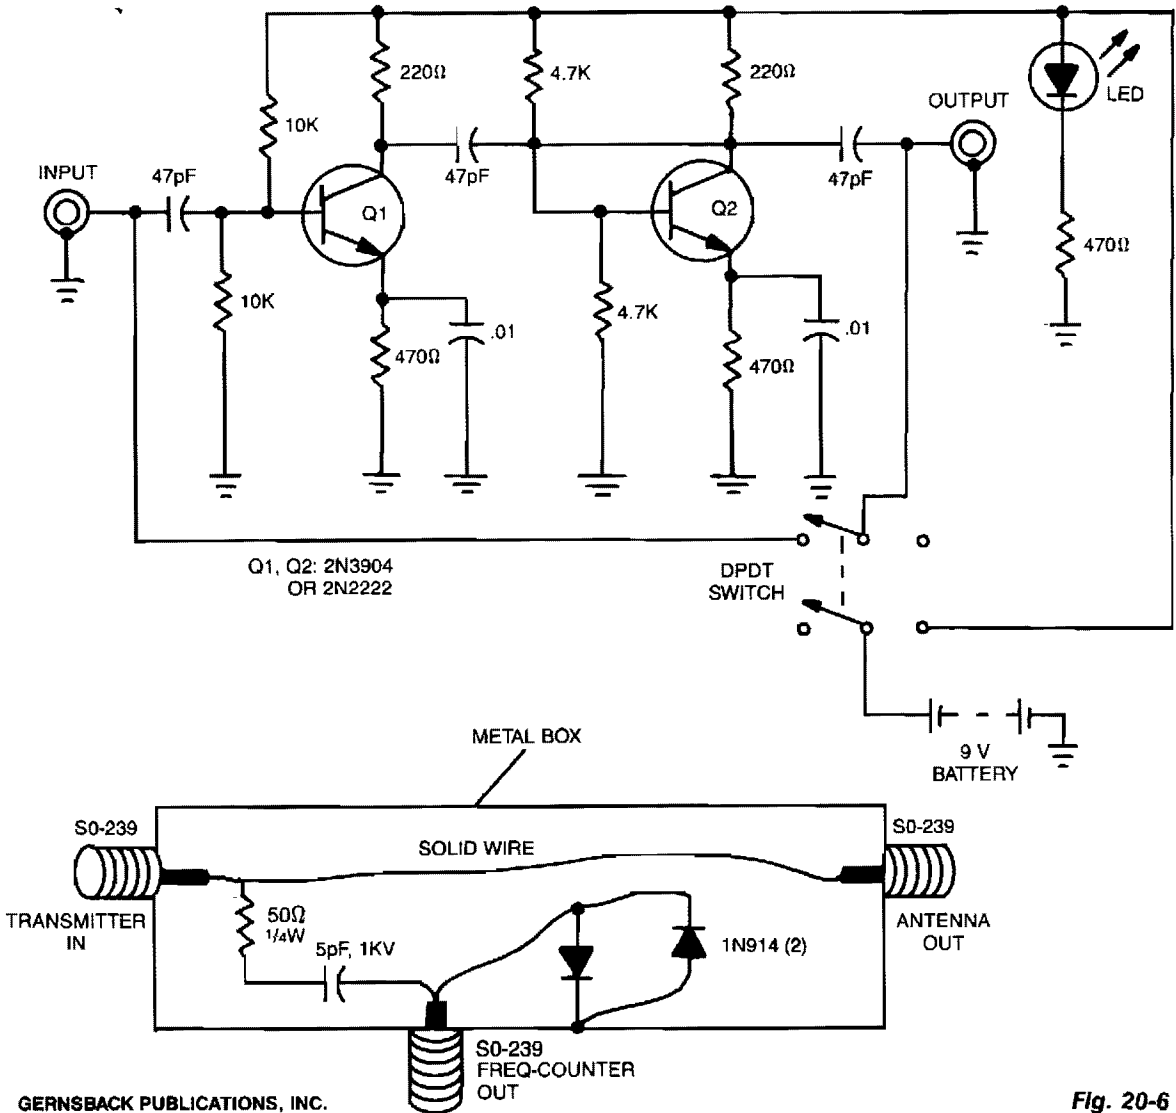 220Ω
4.7K
220Ω
LED
OUTPUT
10K
INPUT
47pF
47pF
47pF
Q1
Q2
470Ω
10K
4.7K
.01
.01
470Ω
470Ω
Q1, Q2: 2N3904
OR 2N2222
DPDT
SWITCH
9 V
BATTERY
METAL BOX
S0-239
SOLID WIRE
S0-239
TRANSMITTER
IN
50Ω
1/4W
5pF, 1KV
1N914 (2)
ANTENNA
OUT
S0-239
FREQ-COUNTER
OUT
GERNSBACK PUBLICATIONS, INC.
Fig. 20-6